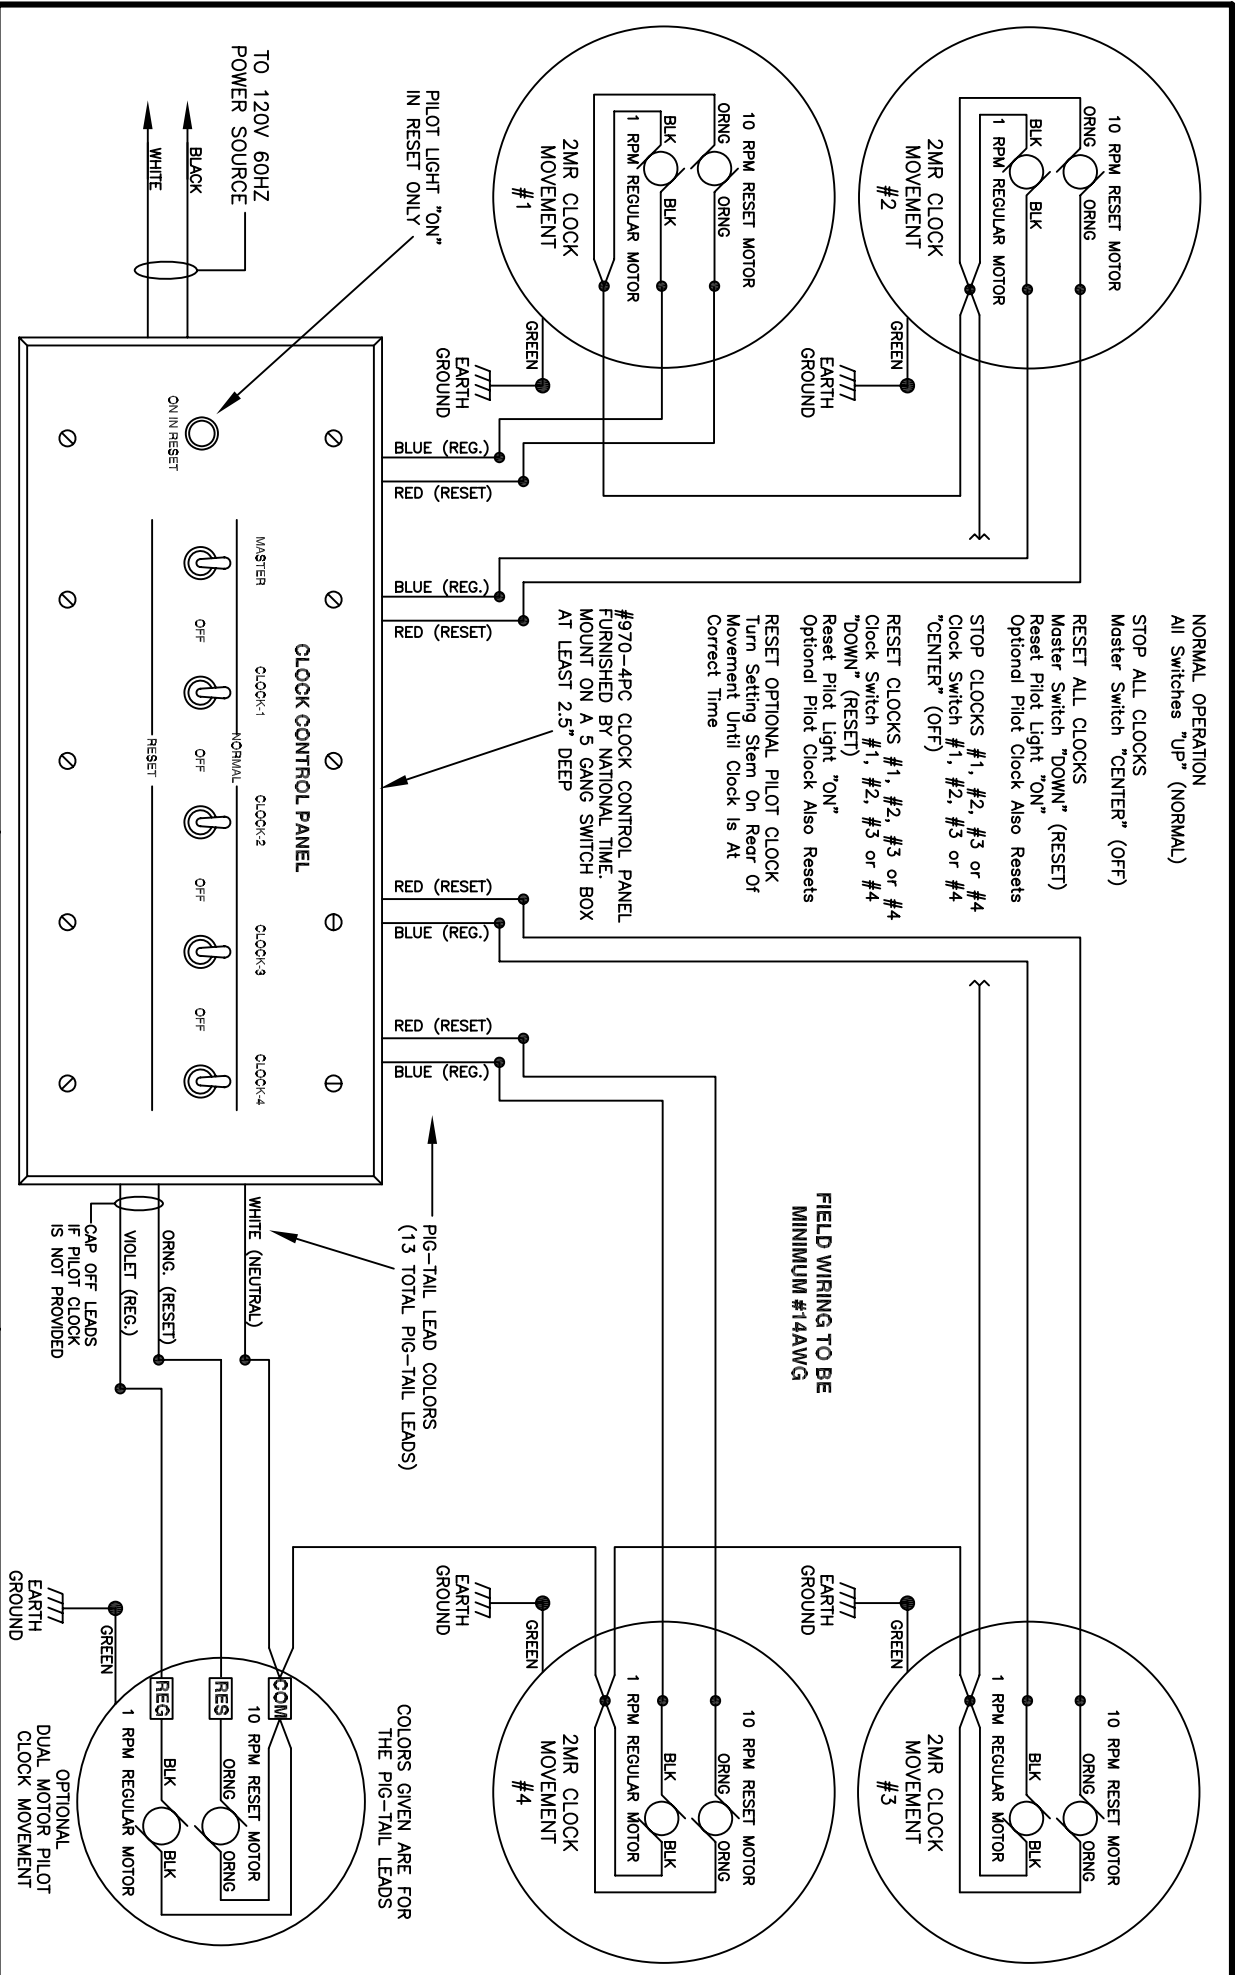 NORMAL OPERATION
All Switches "UP" (NORMAL)
STOP ALL CLOCKS
Master Switch "CENTER" (OFF)
RESET ALL CLOCKS
Master Switch "DOWN" (RESET)
Reset Pilot Light "ON"
Optional Pilot Clock Also Resets
STOP CLOCKS #1, #2, #3 or #4
Clock Switch #1, #2, #3 or #4
"CENTER" (OFF)
RESET CLOCKS #1, #2, #3 or #4
Clock Switch #1, #2, #3 or #4
"DOWN" (RESET)
Reset Pilot Light "ON"
Optional Pilot Clock Also Resets
RESET OPTIONAL PILOT CLOCK
Turn Setting Stem On Rear Of
Movement Until Clock Is At
Correct Time
#970-4PC CLOCK CONTROL PANEL
FURNISHED BY NATIONAL TIME.
MOUNT ON A 5 GANG SWITCH BOX
AT LEAST 2.5" DEEP
10 RPM RESET MOTOR
ORNG
ORNG
BLK
BLK
1 RPM REGULAR MOTOR
2MR CLOCK
MOVEMENT
#2
GREEN
EARTH
GROUND
10 RPM RESET MOTOR
ORNG
ORNG
BLK
BLK
1 RPM REGULAR MOTOR
2MR CLOCK
MOVEMENT
#1
GREEN
EARTH
GROUND
10 RPM RESET MOTOR
ORNG
ORNG
BLK
BLK
1 RPM REGULAR MOTOR
2MR CLOCK
MOVEMENT
#3
GREEN
EARTH
GROUND
10 RPM RESET MOTOR
ORNG
ORNG
BLK
BLK
1 RPM REGULAR MOTOR
2MR CLOCK
MOVEMENT
#4
GREEN
EARTH
GROUND
FIELD WIRING TO BE
MINIMUM #14AWG
PILOT LIGHT "ON"
IN RESET ONLY
TO 120V 60HZ
POWER SOURCE
BLACK
WHITE
BLUE (REG.)
RED (RESET)
BLUE (REG.)
RED (RESET)
RED (RESET)
BLUE (REG.)
RED (RESET)
BLUE (REG.)
PIG-TAIL LEAD COLORS
(13 TOTAL PIG-TAIL LEADS)
COLORS GIVEN ARE FOR
THE PIG-TAIL LEADS
CLOCK CONTROL PANEL
MASTER
CLOCK-1
CLOCK-2
CLOCK-3
CLOCK-4
NORMAL
OFF
OFF
OFF
OFF
ON IN RESET
RESET
WHITE (NEUTRAL)
ORNG. (RESET)
VIOLET (REG.)
CAP OFF LEADS
IF PILOT CLOCK
IS NOT PROVIDED
COM
RES
REG
10 RPM RESET MOTOR
ORNG
ORNG
BLK
BLK
1 RPM REGULAR MOTOR
GREEN
EARTH
GROUND
OPTIONAL
DUAL MOTOR PILOT
CLOCK MOVEMENT